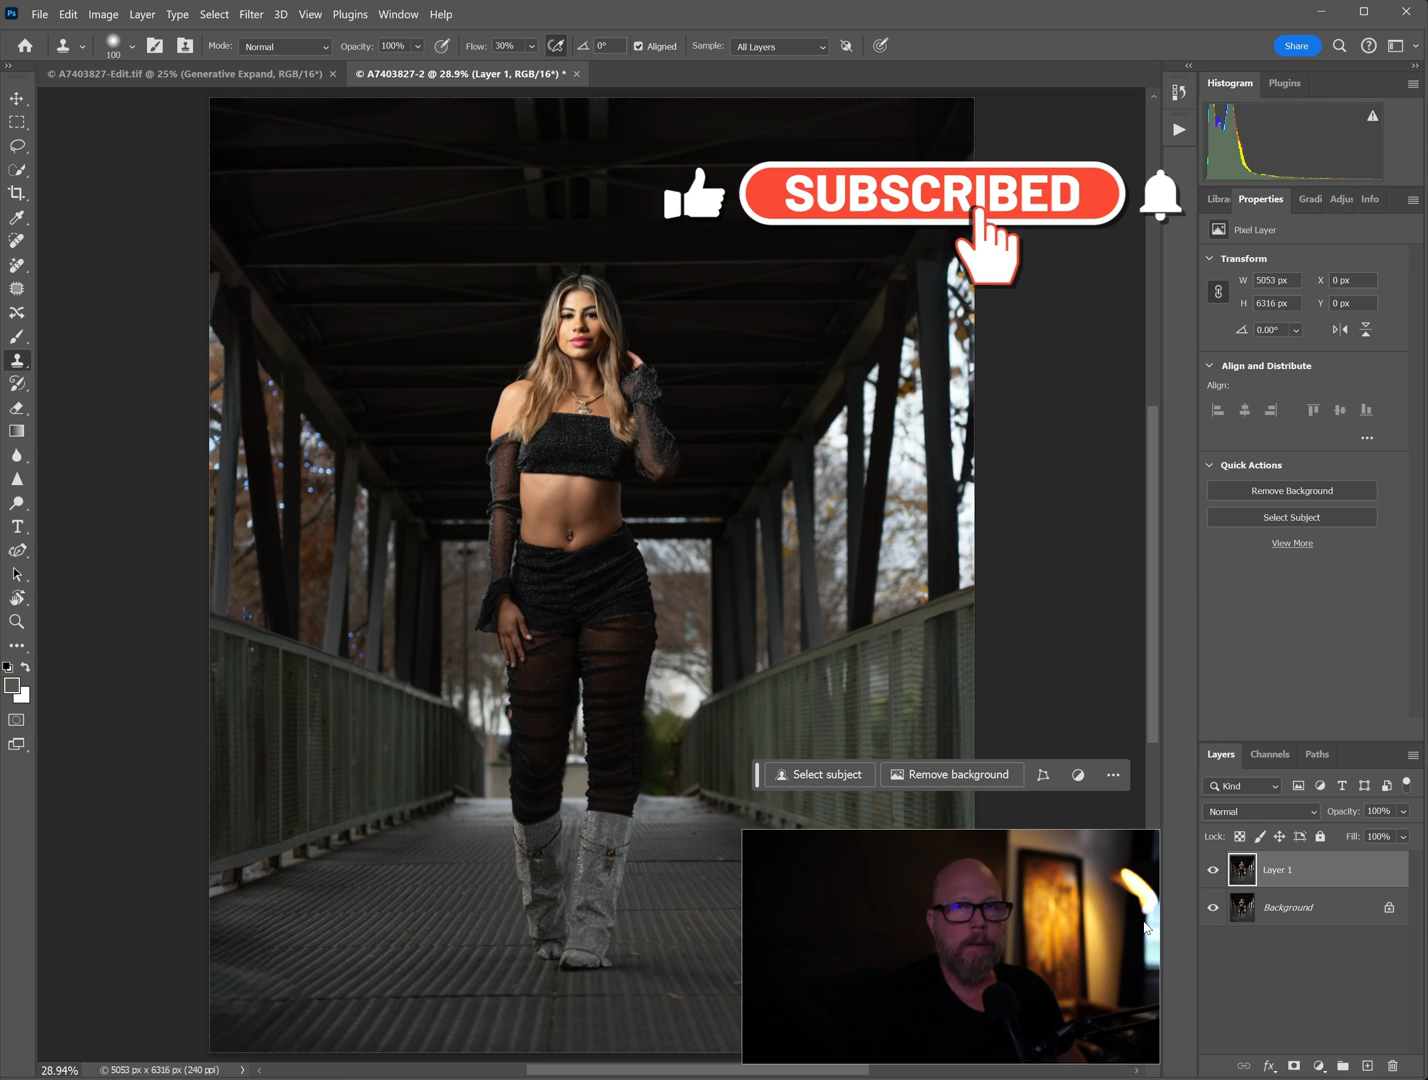 Ps File Edit Image Layer Type Select Filter 3D View Plugins Window Help
100 Mode: Normal Opacity: 100% Flow: 30% 0° Aligned Sample: All Layers Share
© A7403827-Edit.tif @ 25% (Generative Expand, RGB/16*) © A7403827-2 @ 28.9% (Layer 1, RGB/16*) *
Histogram Plugins
SUBSCRIBED
Libra Properties Gradi Adjus Info
Pixel Layer
Transform
W 5053 px X 0 px
H 6316 px Y 0 px
0.00°
Align and Distribute
Align:
Quick Actions
Remove Background
Select Subject
View More
Select subject Remove background
Layers Channels Paths
Kind
Normal Opacity: 100%
Lock: Fill: 100%
Layer 1
Background
28.94% © 5053 px x 6316 px (240 ppi)
fx